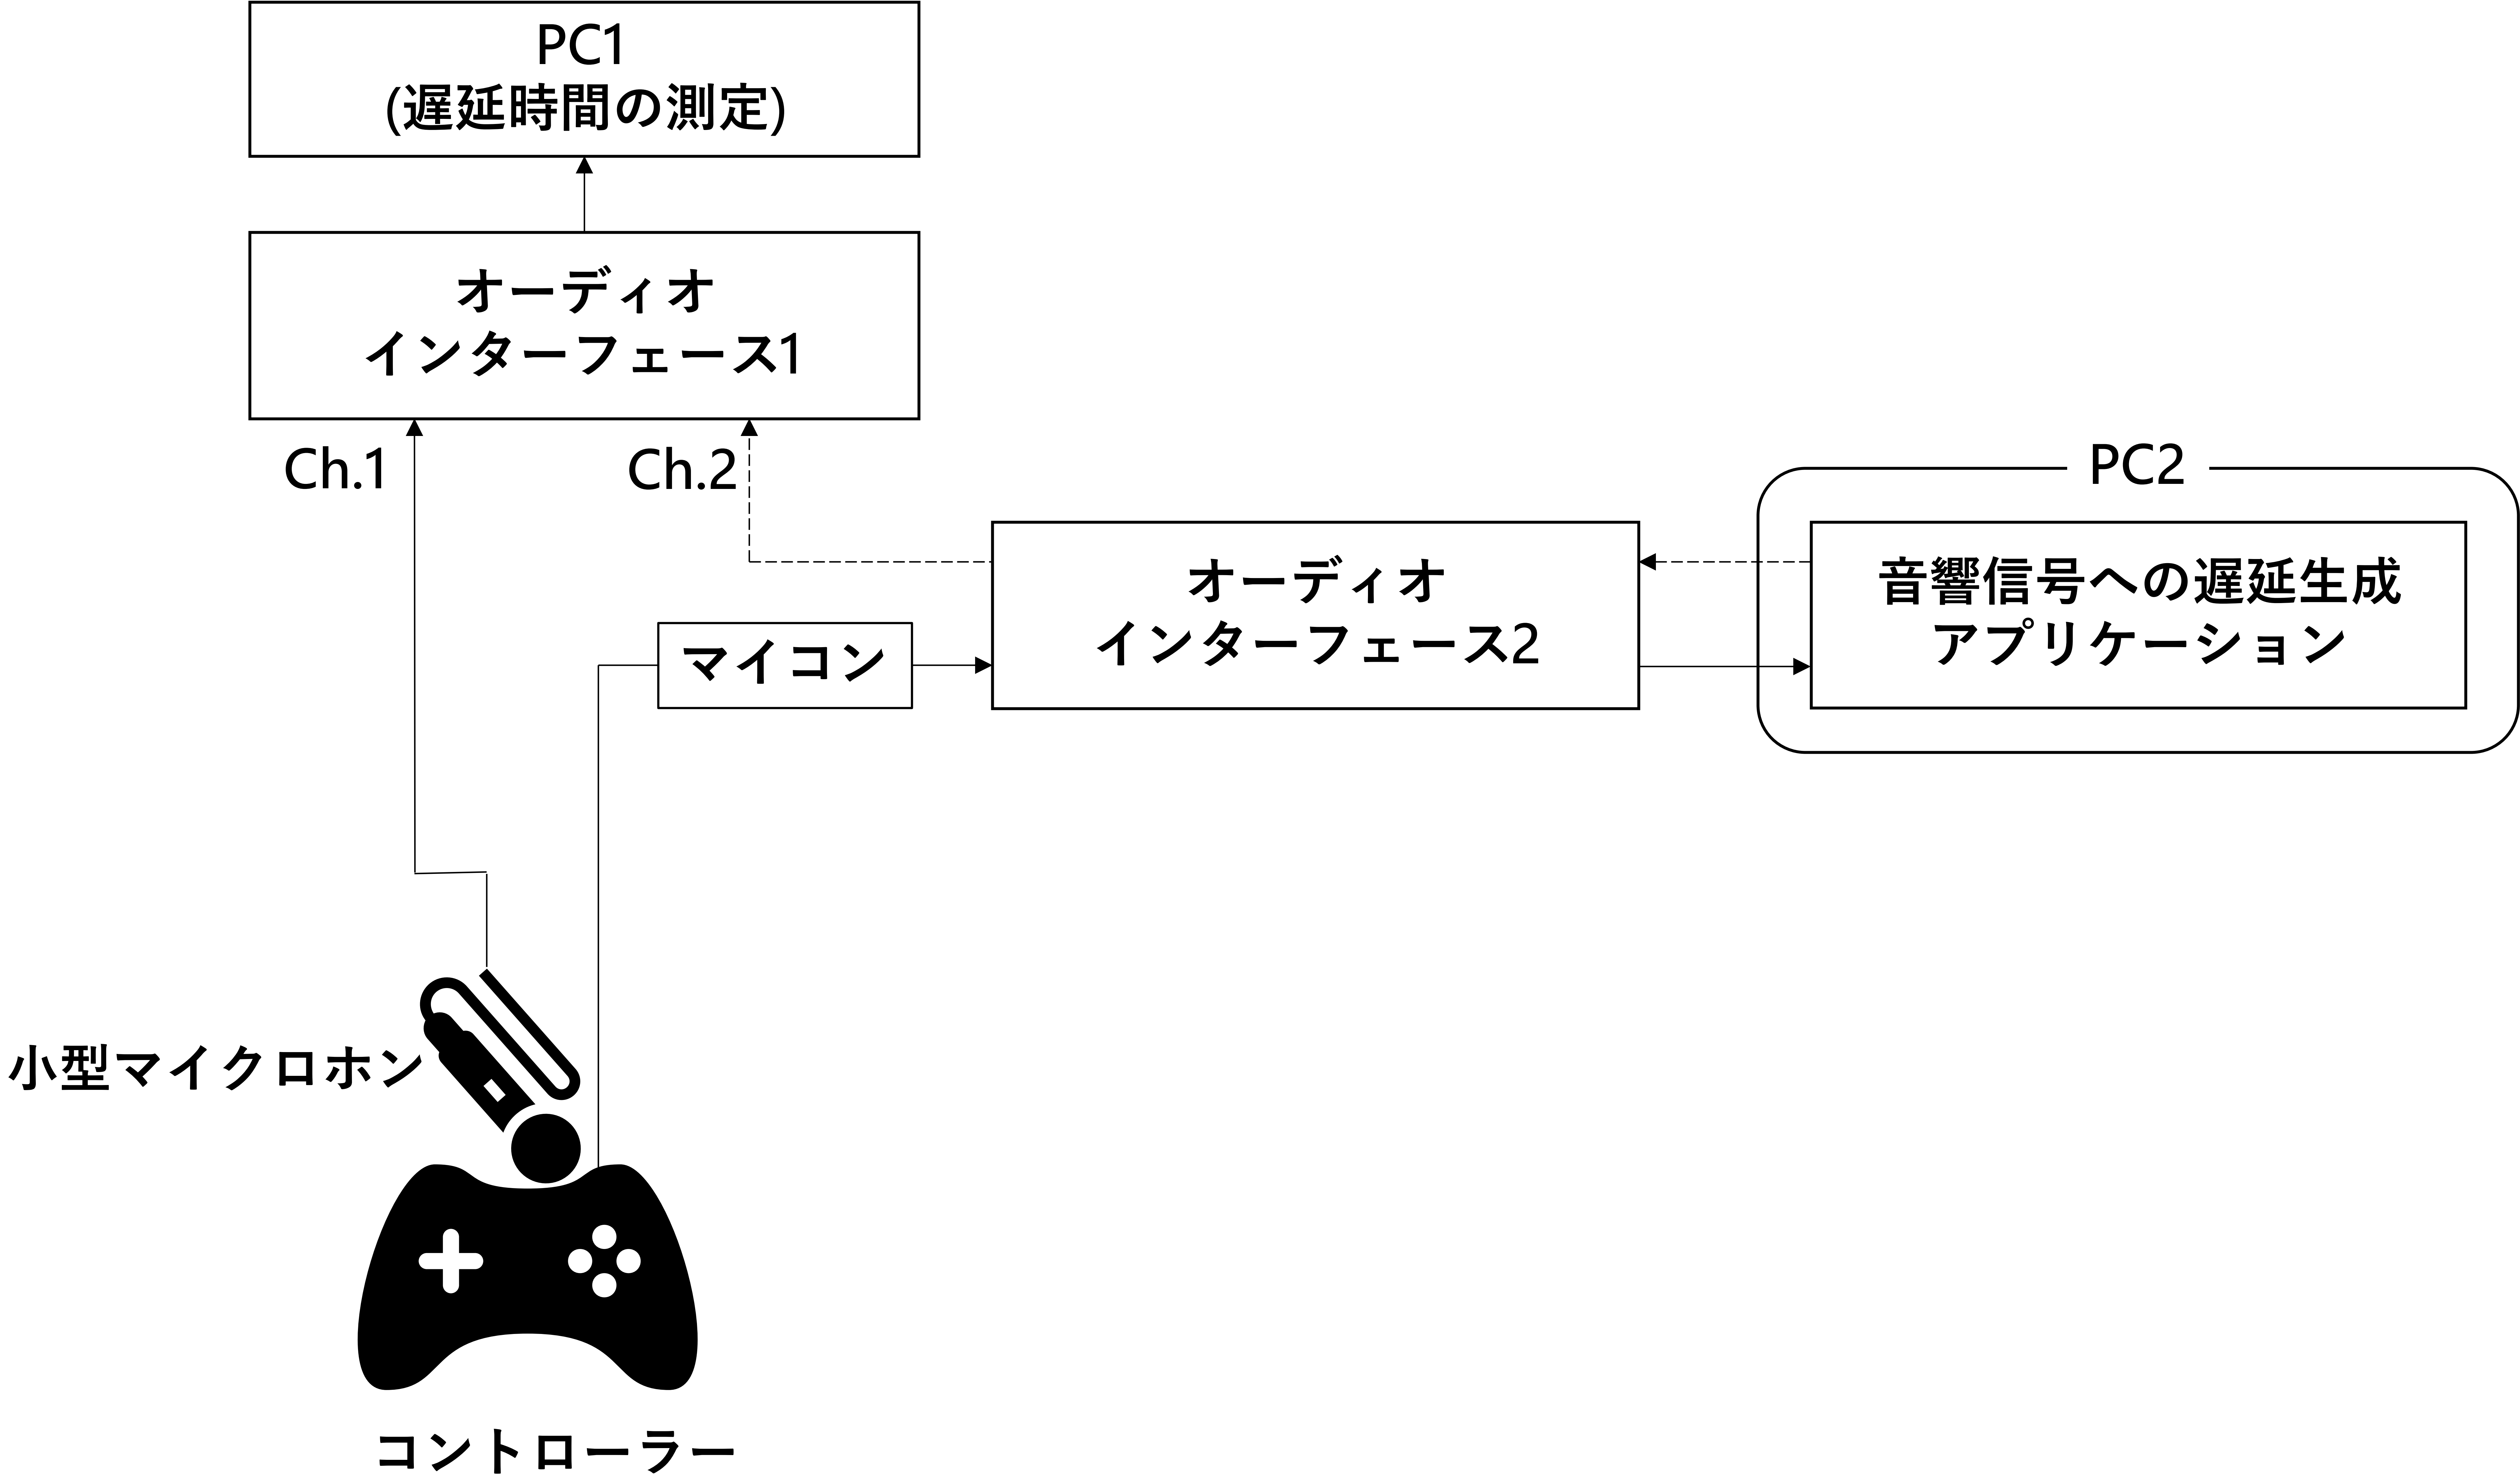 PC1
(遅延時間の測定)
オーディオ
インターフェース1
Ch.1
Ch.2
PC2
オーディオ
インターフェース2
音響信号への遅延生成
アプリケーション
マイコン
小型マイクロホン
コントローラー